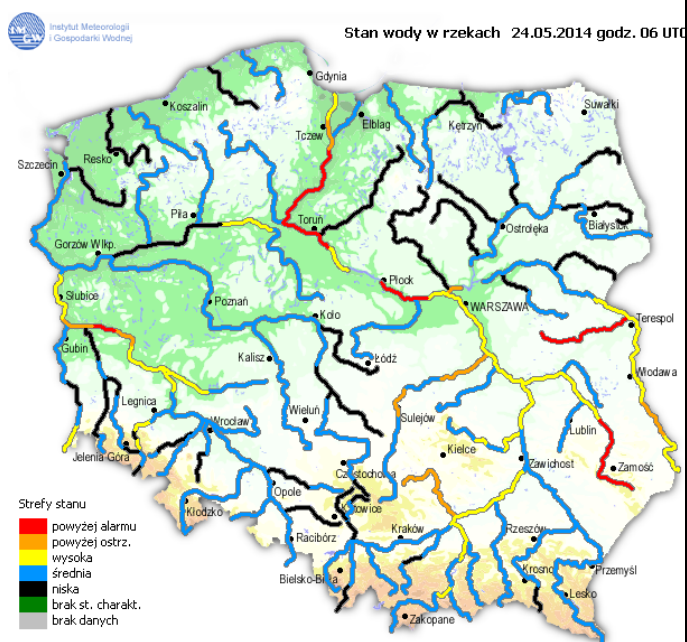 Instytut Meteorologii
i Gospodarki Wodnej
Stan wody w rzekach 24.05.2014 godz. 06 UTC
Gdynia
Koszalin
Suwałki
Elbląg
Kętrzyn
Tczew
Resko
Szczecin
Piła
Toruń
Białystok
Ostrołęka
Gorzów Wlkp.
Płock
Słubice
Poznań
WARSZAWA
Koło
Terespol
Gubin
Kalisz
Łódź
Włodawa
Legnica
Wieluń
Sulejów
Lublin
Wrocław
Jelenia Góra
Kielce
Zawichost
Zamość
Częstochowa
Opole
Strefy stanu
Kłodzko
Katowice
powyżej alarmu
Kraków
Rzeszów
powyżej ostrz.
Racibórz
wysoka
Przemyśl
średnia
Bielsko-Biała
Krosno
niska
Lesko
brak st. charakt.
Zakopane
brak danych